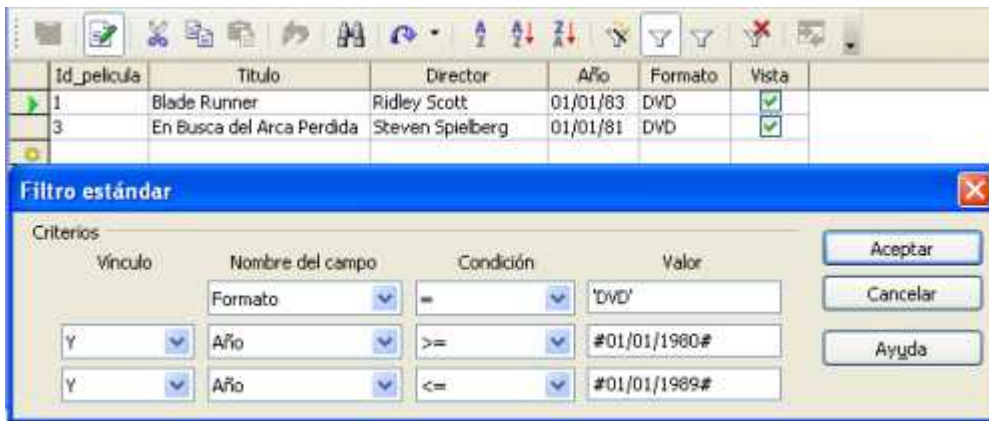 Id_pelicula Titulo Director Año Formato Vista
1 Blade Runner Ridley Scott 01/01/83 DVD
3 En Busca del Arca Perdida Steven Spielberg 01/01/81 DVD
Filtro estándar
Criterios
Vínculo Nombre del campo Condición Valor
Formato = 'DVD'
Y Año >= #01/01/1980#
Y Año <= #01/01/1989#
Aceptar
Cancelar
Ayuda